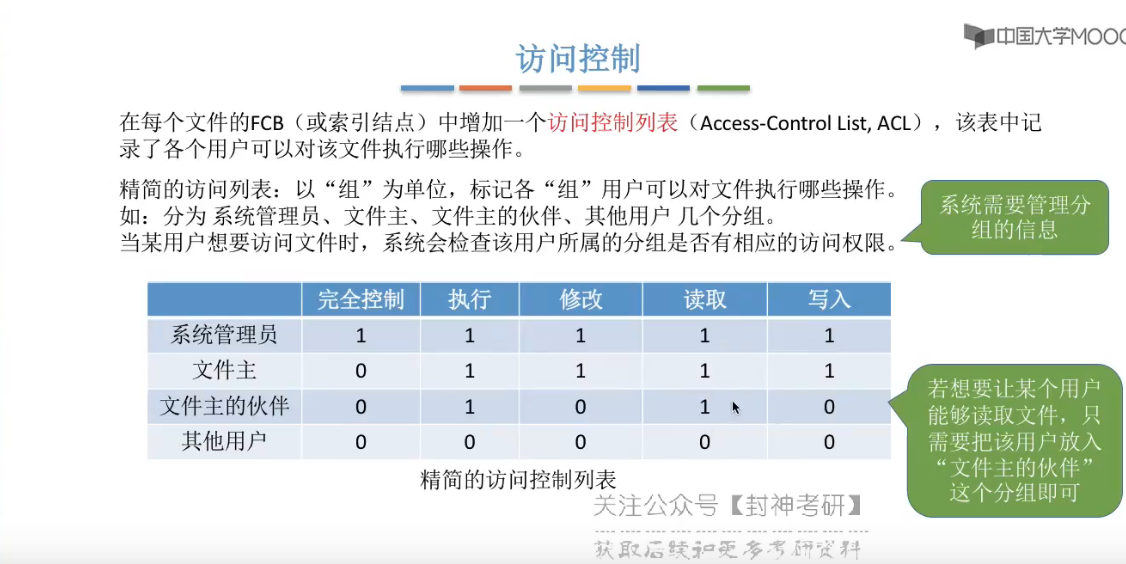 中国大学MOOC
访问控制
在每个文件的FCB（或索引结点）中增加一个访问控制列表（Access-Control List, ACL），该表中记
录了各个用户可以对该文件执行哪些操作。
精简的访问列表：以“组”为单位，标记各“组”用户可以对文件执行哪些操作。
如：分为 系统管理员、文件主、文件主的伙伴、其他用户 几个分组。
当某用户想要访问文件时，系统会检查该用户所属的分组是否有相应的访问权限。
系统需要管理分
组的信息
完全控制 执行 修改 读取 写入
系统管理员 1 1 1 1 1
文件主 0 1 1 1 1
文件主的伙伴 0 1 0 1 0
其他用户 0 0 0 0 0
若想要让某个用户
能够读取文件，只
需要把该用户放入
“文件主的伙伴”
这个分组即可
精简的访问控制列表
关注公众号【封神考研】
获取后续和更多考研资料